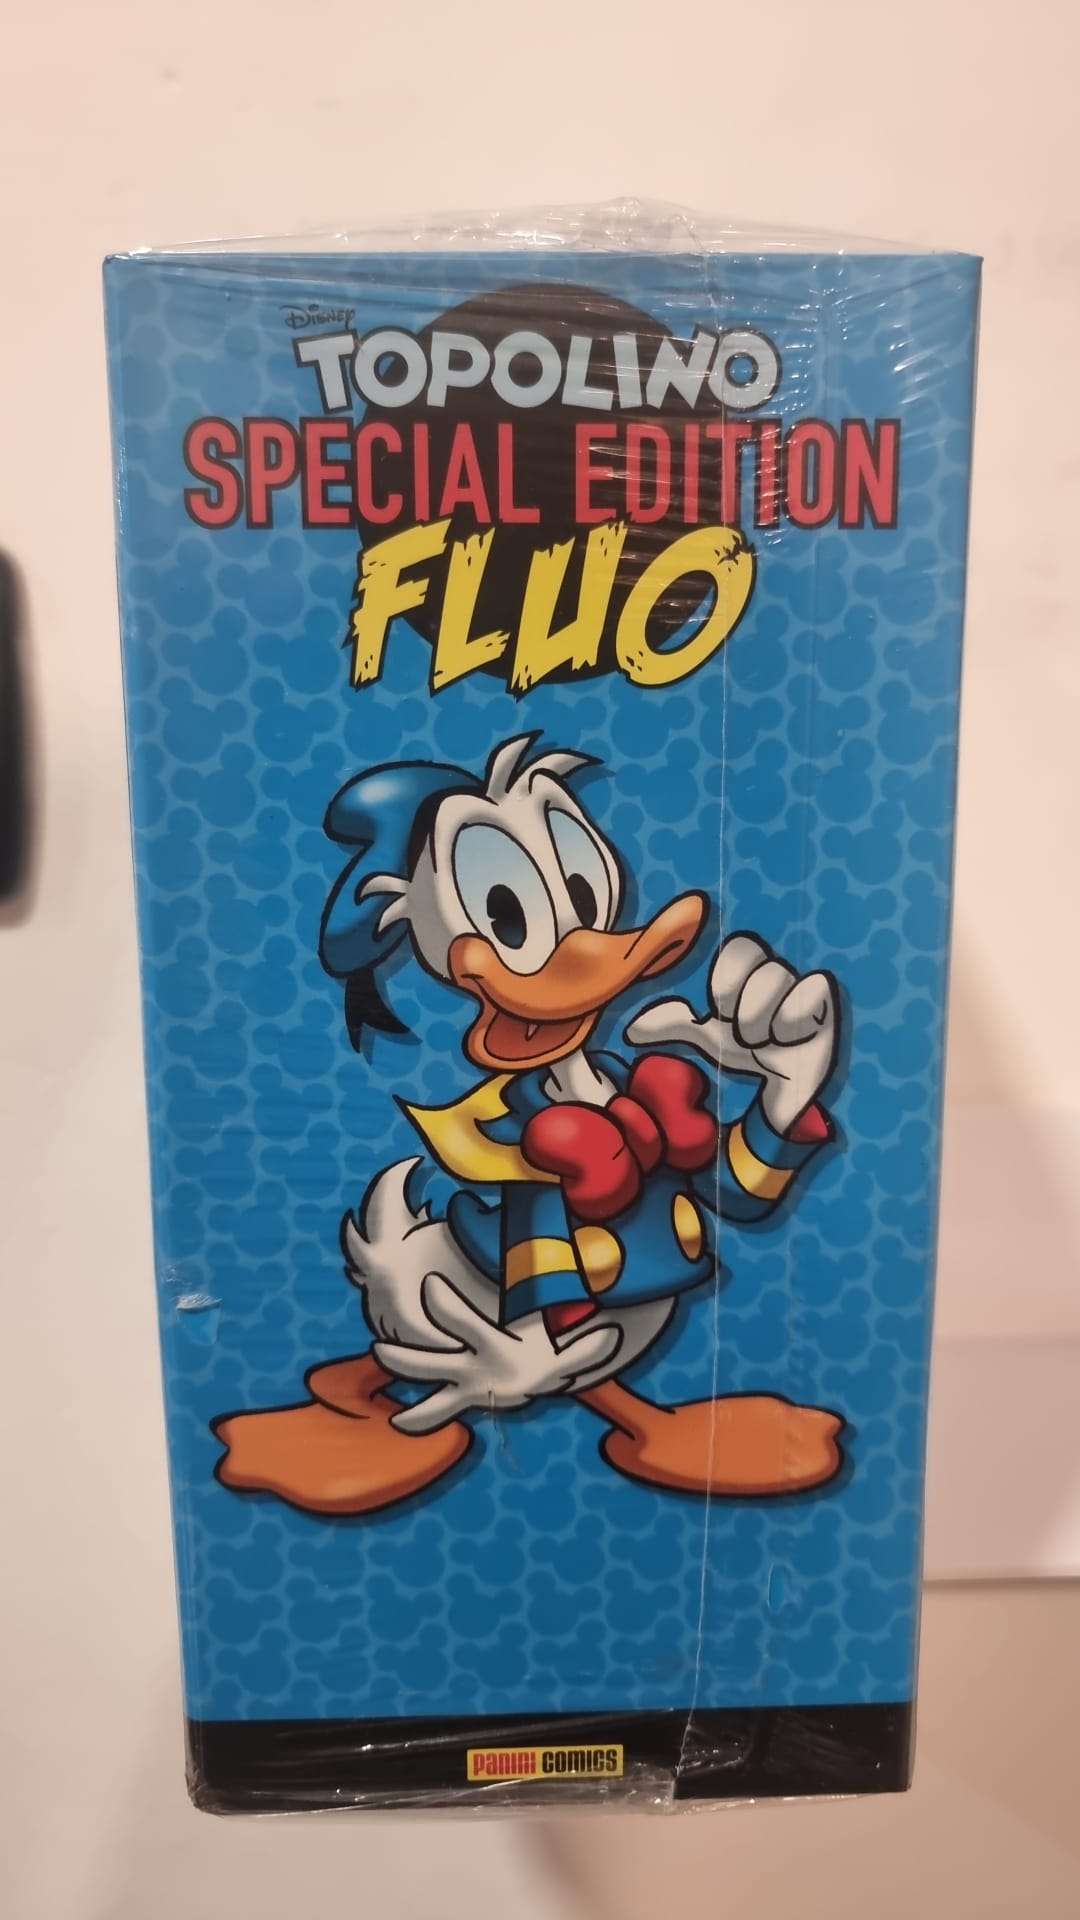 Disney
TOPOLINO
SPECIAL EDITION
FLUO
PANINI COMICS